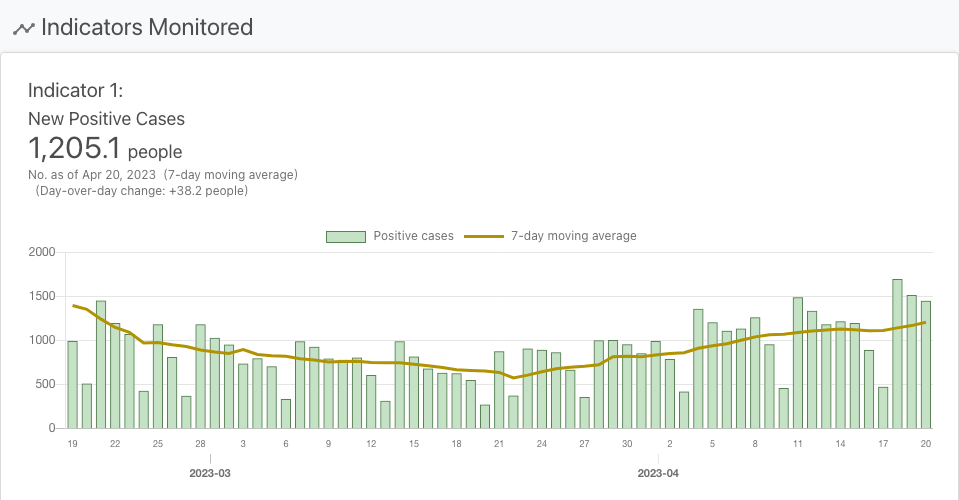 Indicators Monitored
Indicator 1:
New Positive Cases
1,205.1 people
No. as of Apr 20, 2023 (7-day moving average)
(Day-over-day change: +38.2 people)
Positive cases 7-day moving average
2000
1500
1000
500
0
19 22 25 28 3 6 9 12 15 18 21 24 27 30 2 5 8 11 14 17 20
2023-03 2023-04